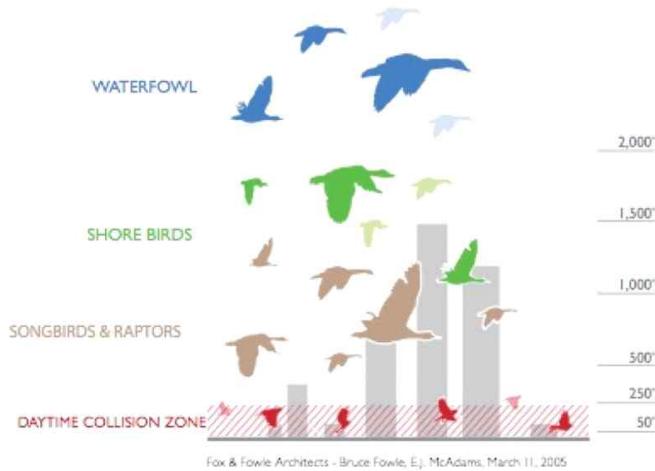 WATERFOWL
2,000'
1,500'
SHORE BIRDS
1,000'
SONGBIRDS & RAPTORS
500'
250'
DAYTIME COLLISION ZONE
50'
Fox & Fowle Architects - Bruce Fowle, E.J. McAdams, March 11, 2005